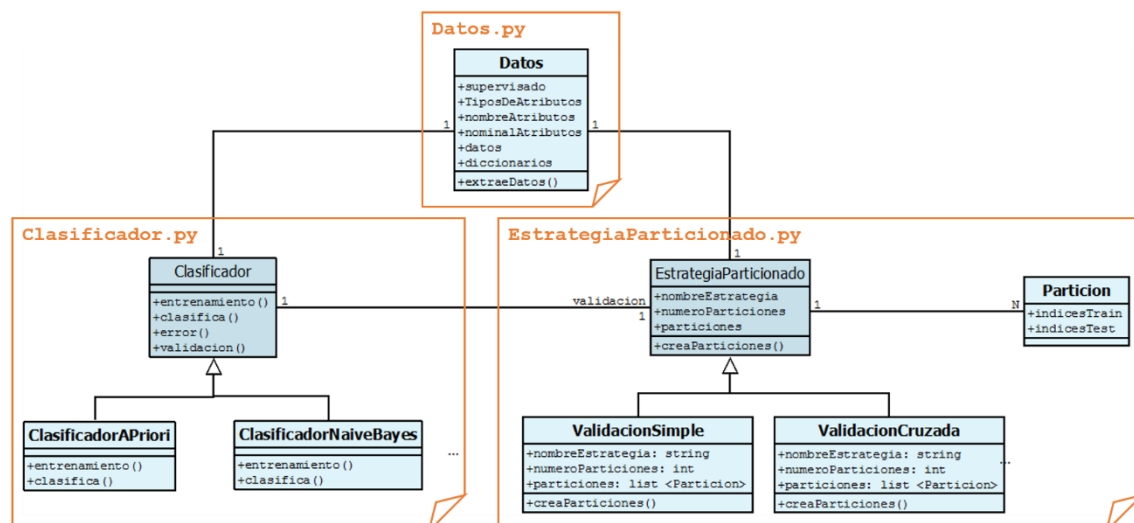 Datos.py
Datos
+supervisado
+TiposDeAtributos
+nombreAtributos
+nominalAtributos
+datos
+diccionarios
+extraeDatos()
1
1
Clasificador.py
1
Clasificador
+entrenamiento()
+clasifica()
+error()
+validacion()
1
validacion
1
ClasificadorAPriori
+entrenamiento()
+clasifica()
ClasificadorNaiveBayes
+entrenamiento()
+clasifica()
...
EstrategiaParticionado.py
1
EstrategiaParticionado
+nombreEstrategia
+numeroParticiones
+particiones
+creaParticiones()
1
N
Particion
+indicesTrain
+indicesTest
ValidacionSimple
+nombreEstrategia: string
+numeroParticiones: int
+particiones: list <Particion>
+creaParticiones()
ValidacionCruzada
+nombreEstrategia: string
+numeroParticiones: int
+particiones: list <Particion>
+creaParticiones()
...